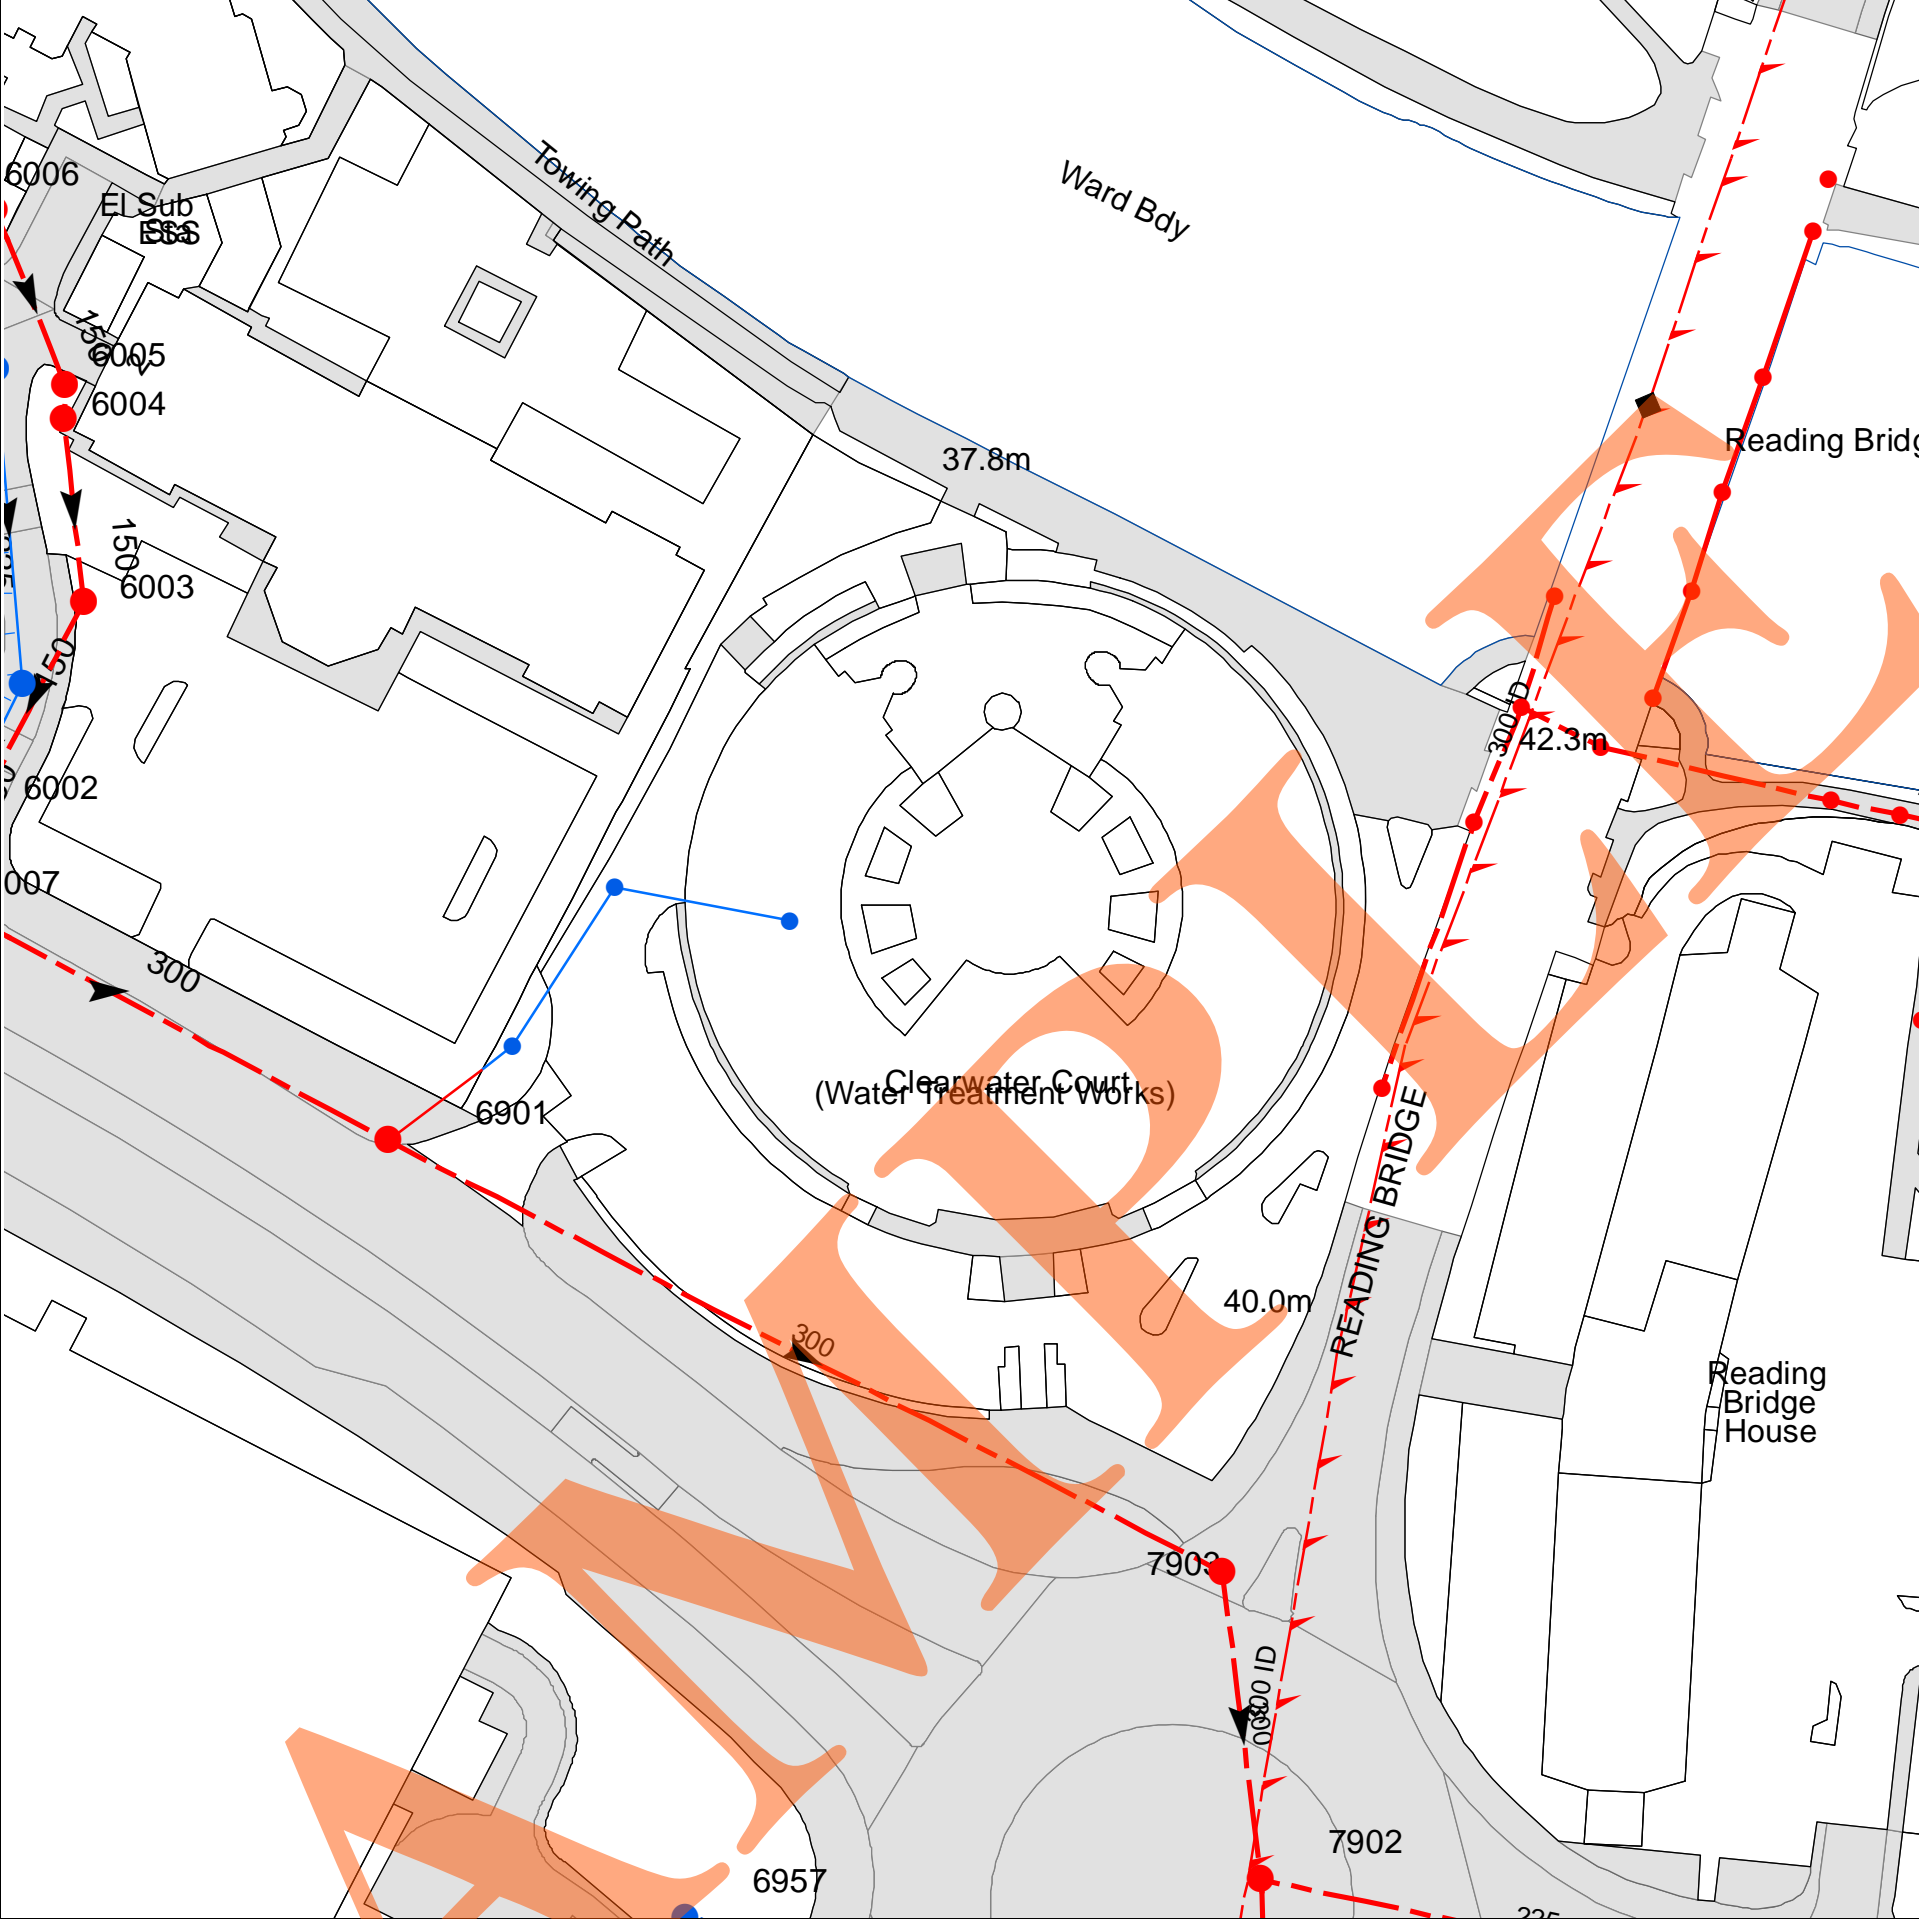 Towing Path
Ward Bdy
6006
El Sub
Sta
ESS
150
6005
6004
37.8m
Reading Bridg
150
6003
150
300 ID
42.3m
6002
007
300
Clearwater Court
(Water Treatment Works)
6901
READING BRIDGE
40.0m
300
Reading
Bridge
House
7903
300 ID
7902
6957
225
SAMPLE